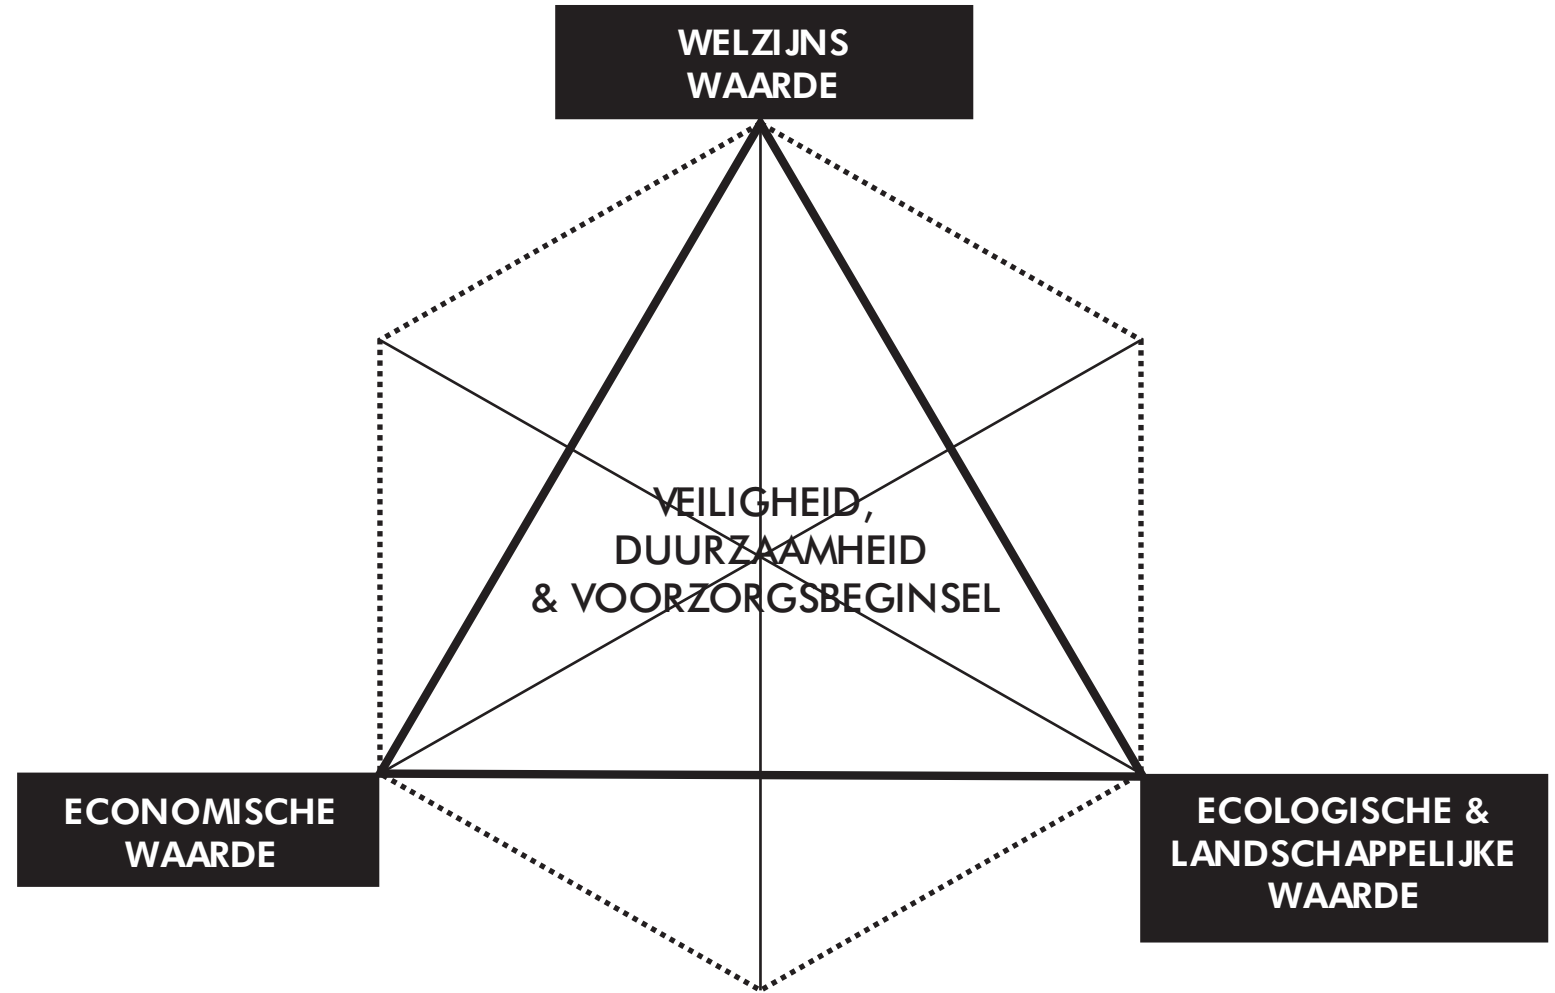 WELZIJNS
WAARDE
VEILIGHEID,
DUURZAAMHEID
& VOORZORGSBEGINSEL
ECONOMISCHE
WAARDE
ECOLOGISCHE &
LANDSCHAPPELIJKE
WAARDE